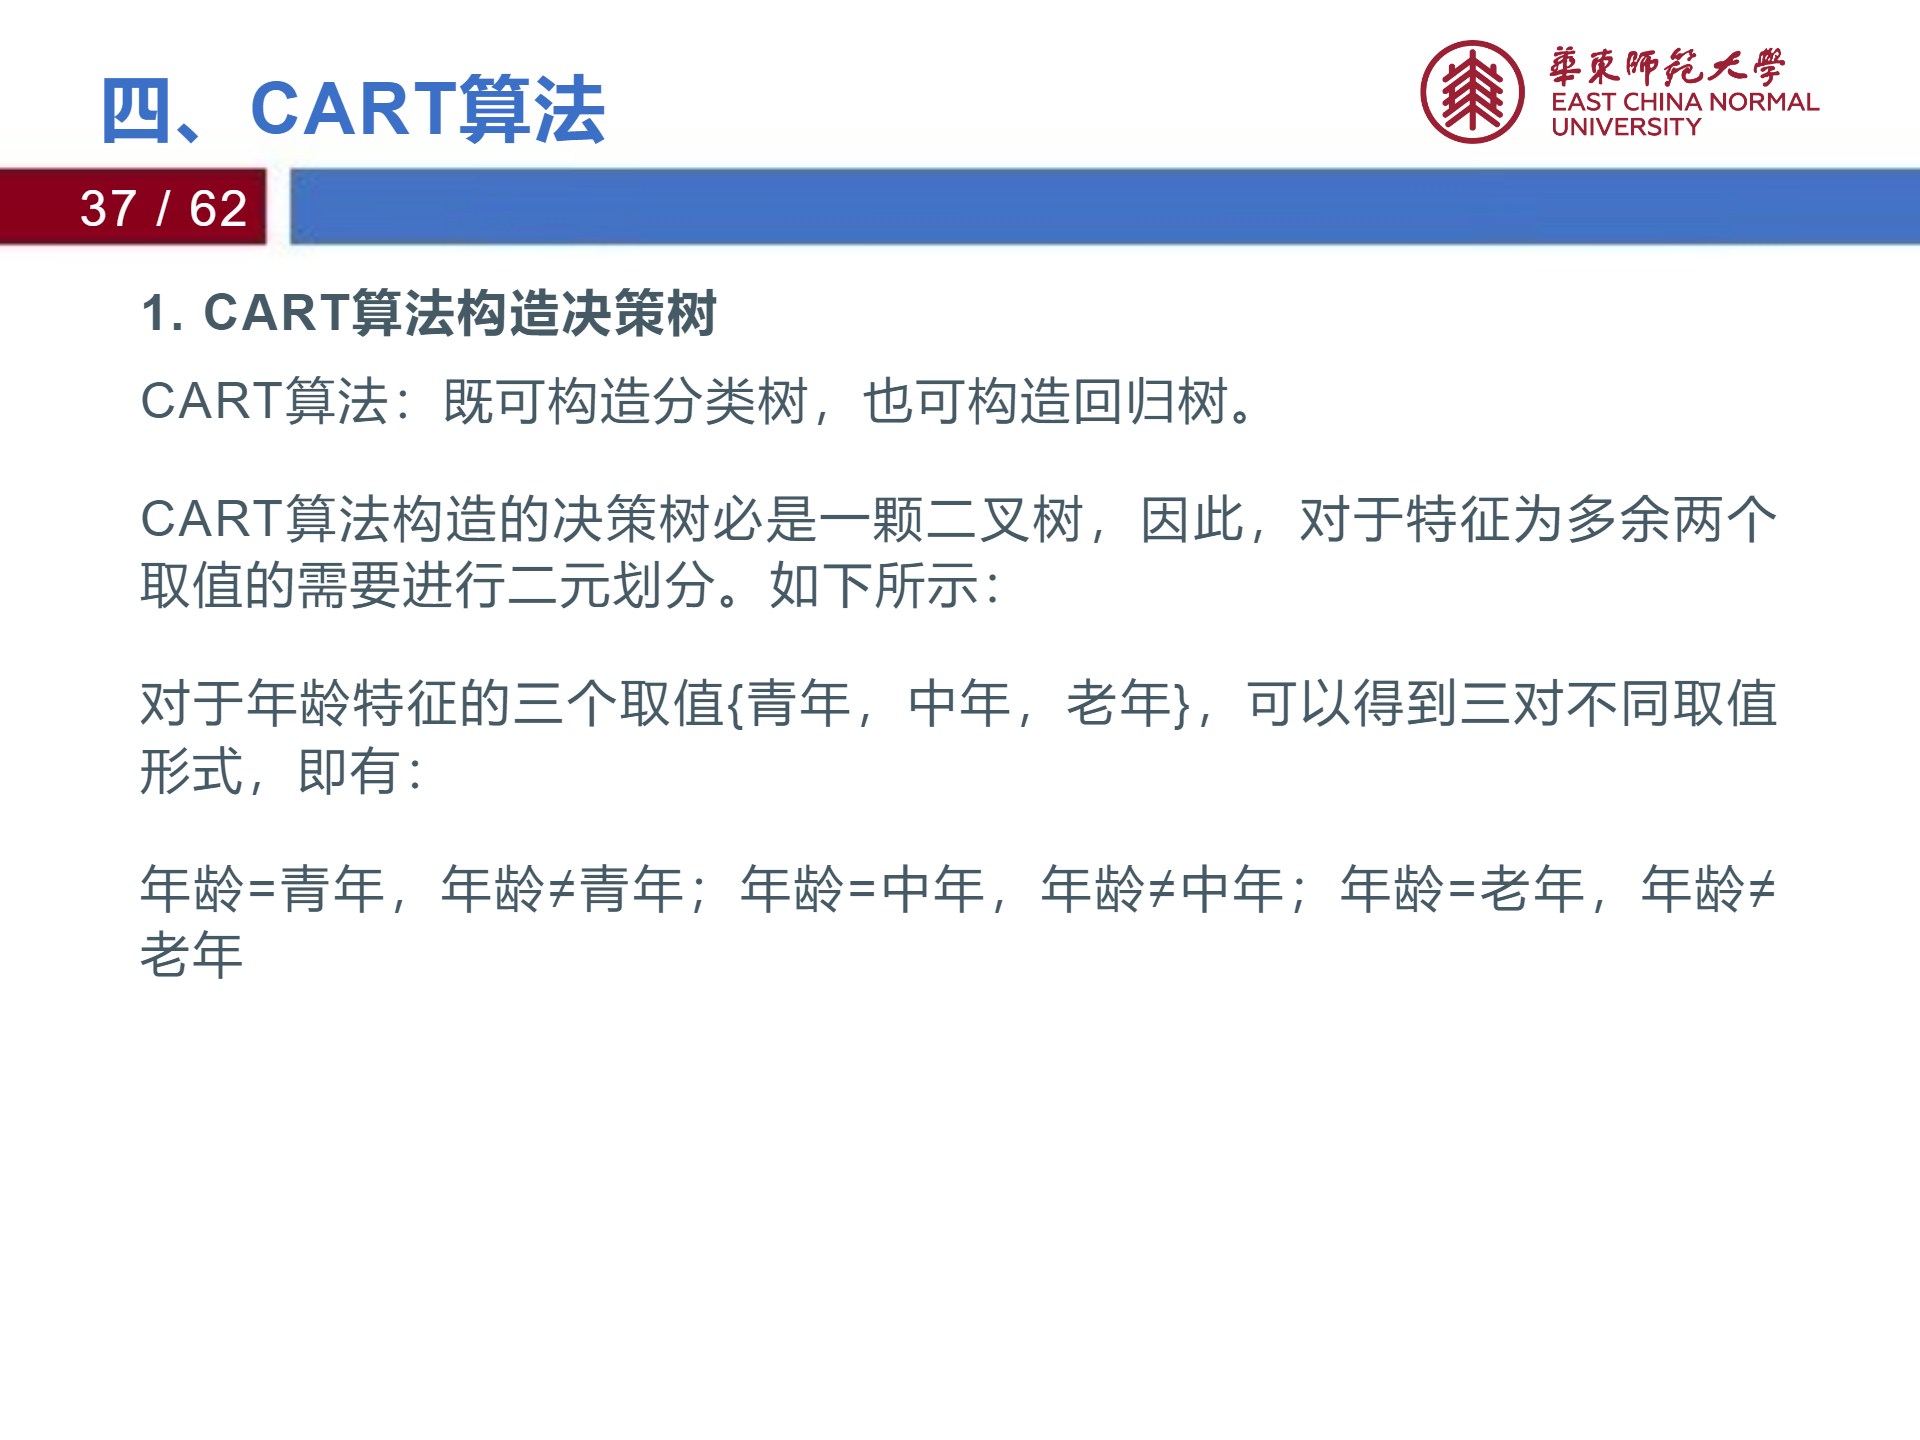 四、CART算法
華東師範大學
EAST CHINA NORMAL
UNIVERSITY
37 / 62
1. CART算法构造决策树
CART算法：既可构造分类树，也可构造回归树。
CART算法构造的决策树必是一颗二叉树，因此，对于特征为多余两个
取值的需要进行二元划分。如下所示：
对于年龄特征的三个取值{青年，中年，老年}，可以得到三对不同取值
形式，即有：
年龄=青年，年龄≠青年；年龄=中年，年龄≠中年；年龄=老年，年龄≠
老年